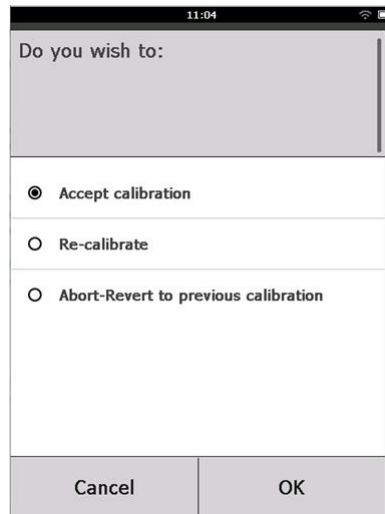 11:04
Do you wish to:
Accept calibration
Re-calibrate
Abort-Revert to previous calibration
Cancel OK